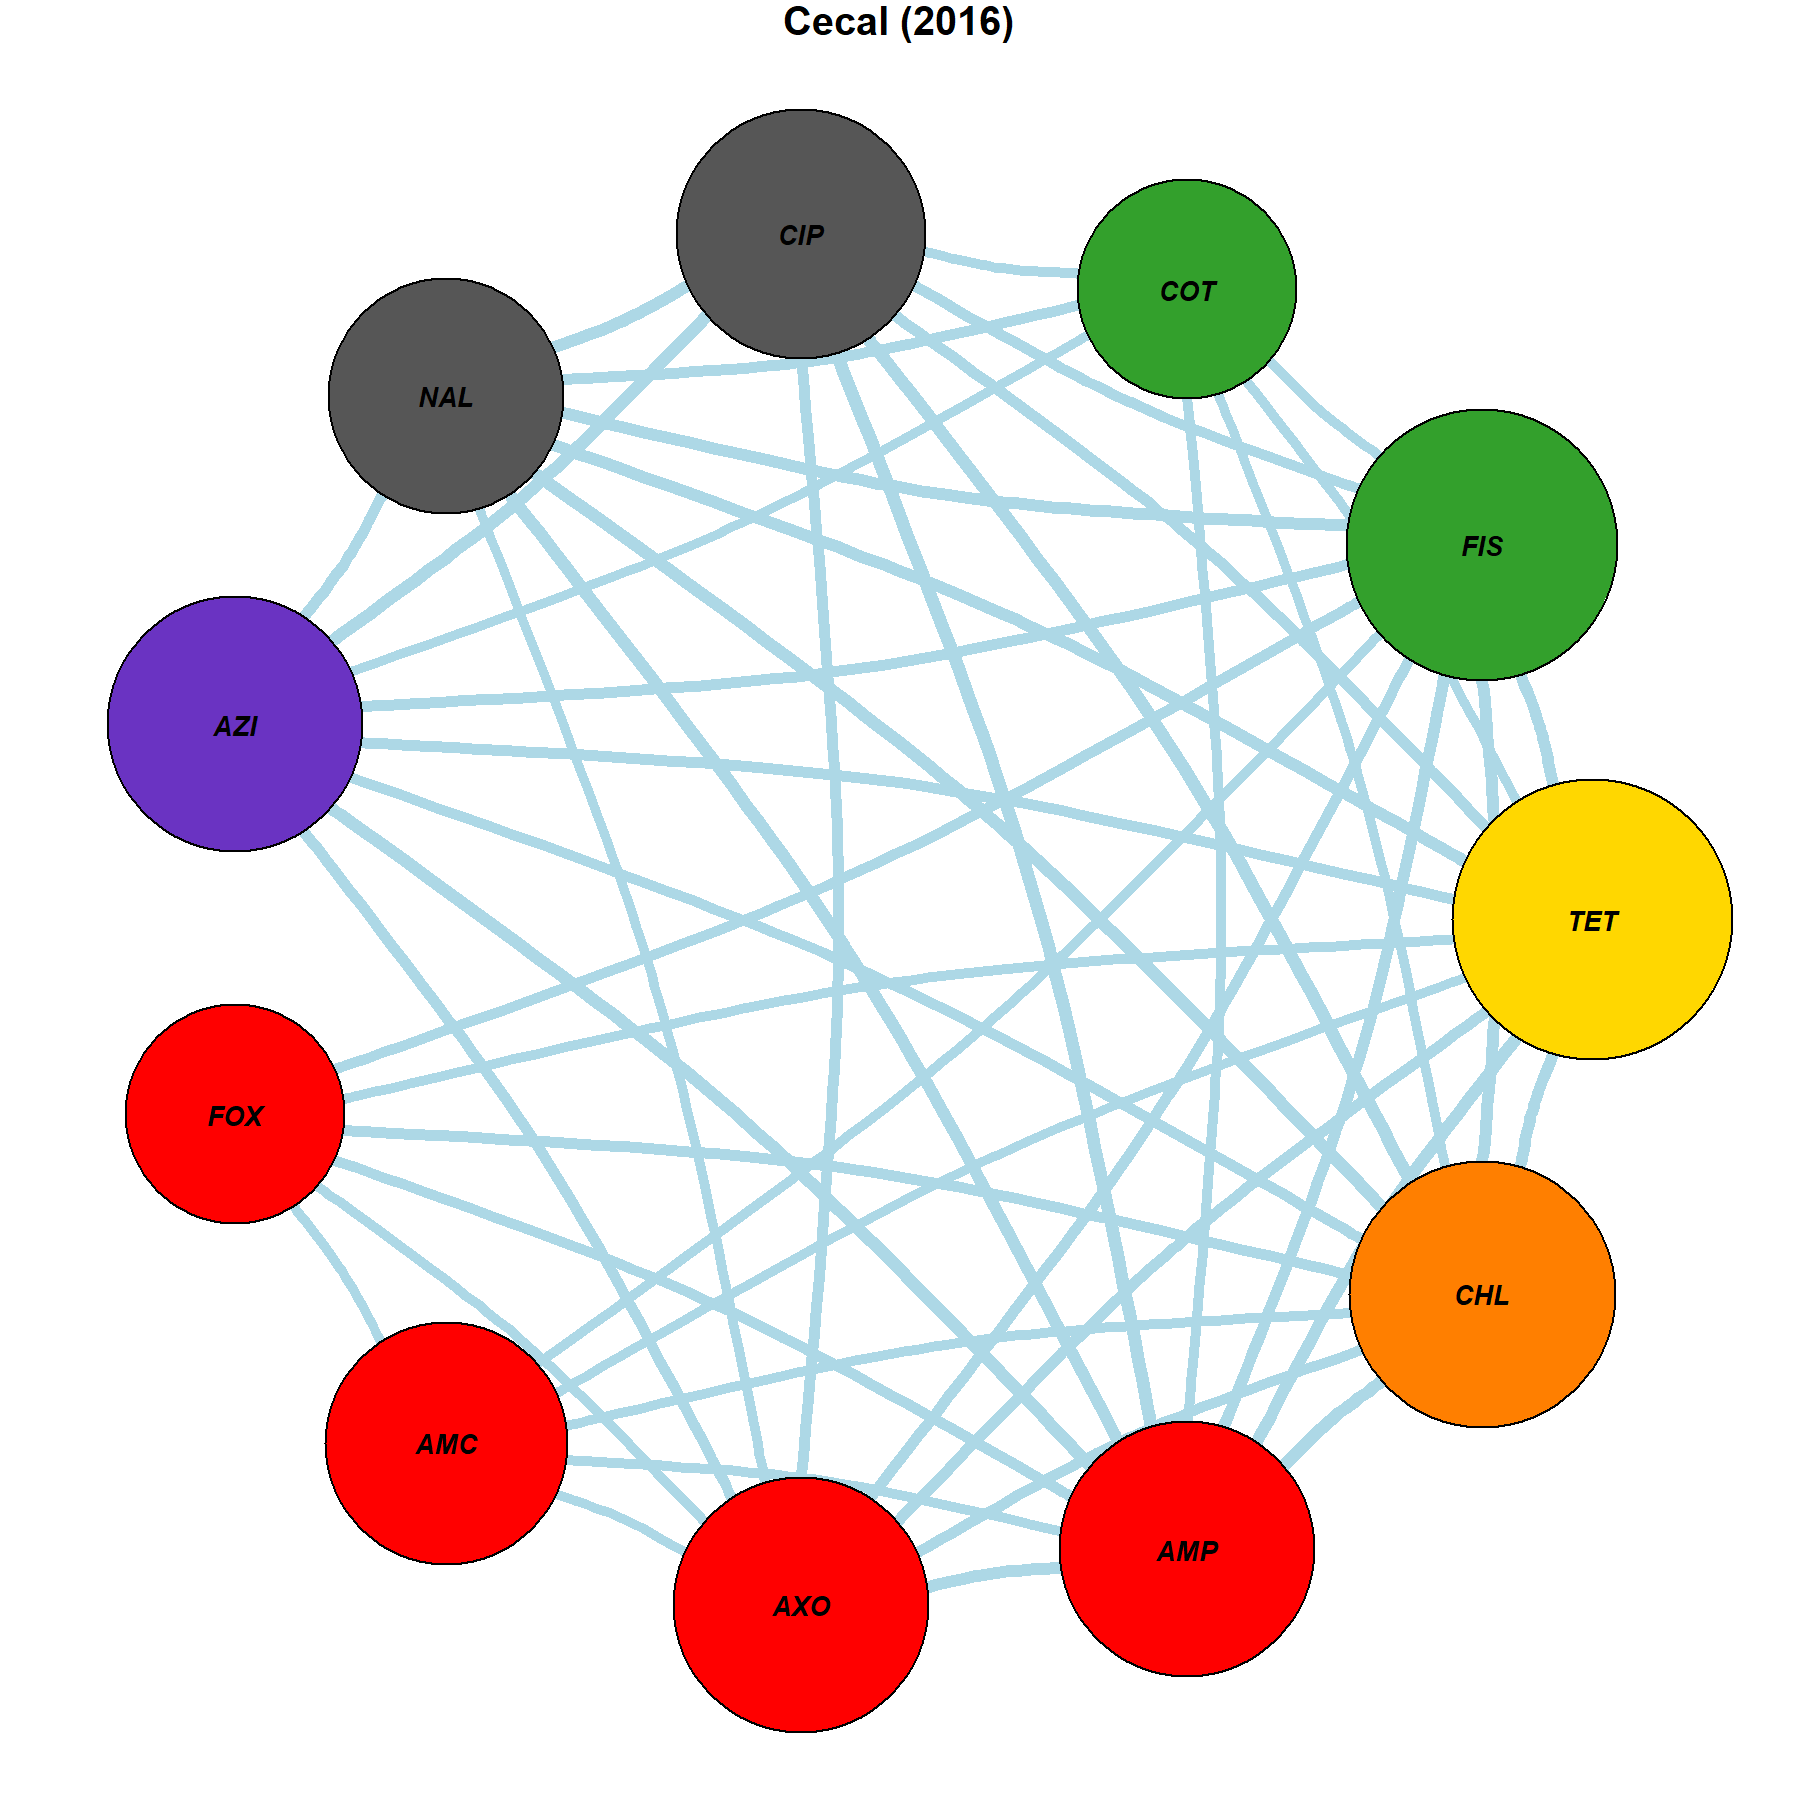 Cecal (2016)
CIP
COT
NAL
FIS
AZI
TET
FOX
CHL
AMC
AMP
AXO